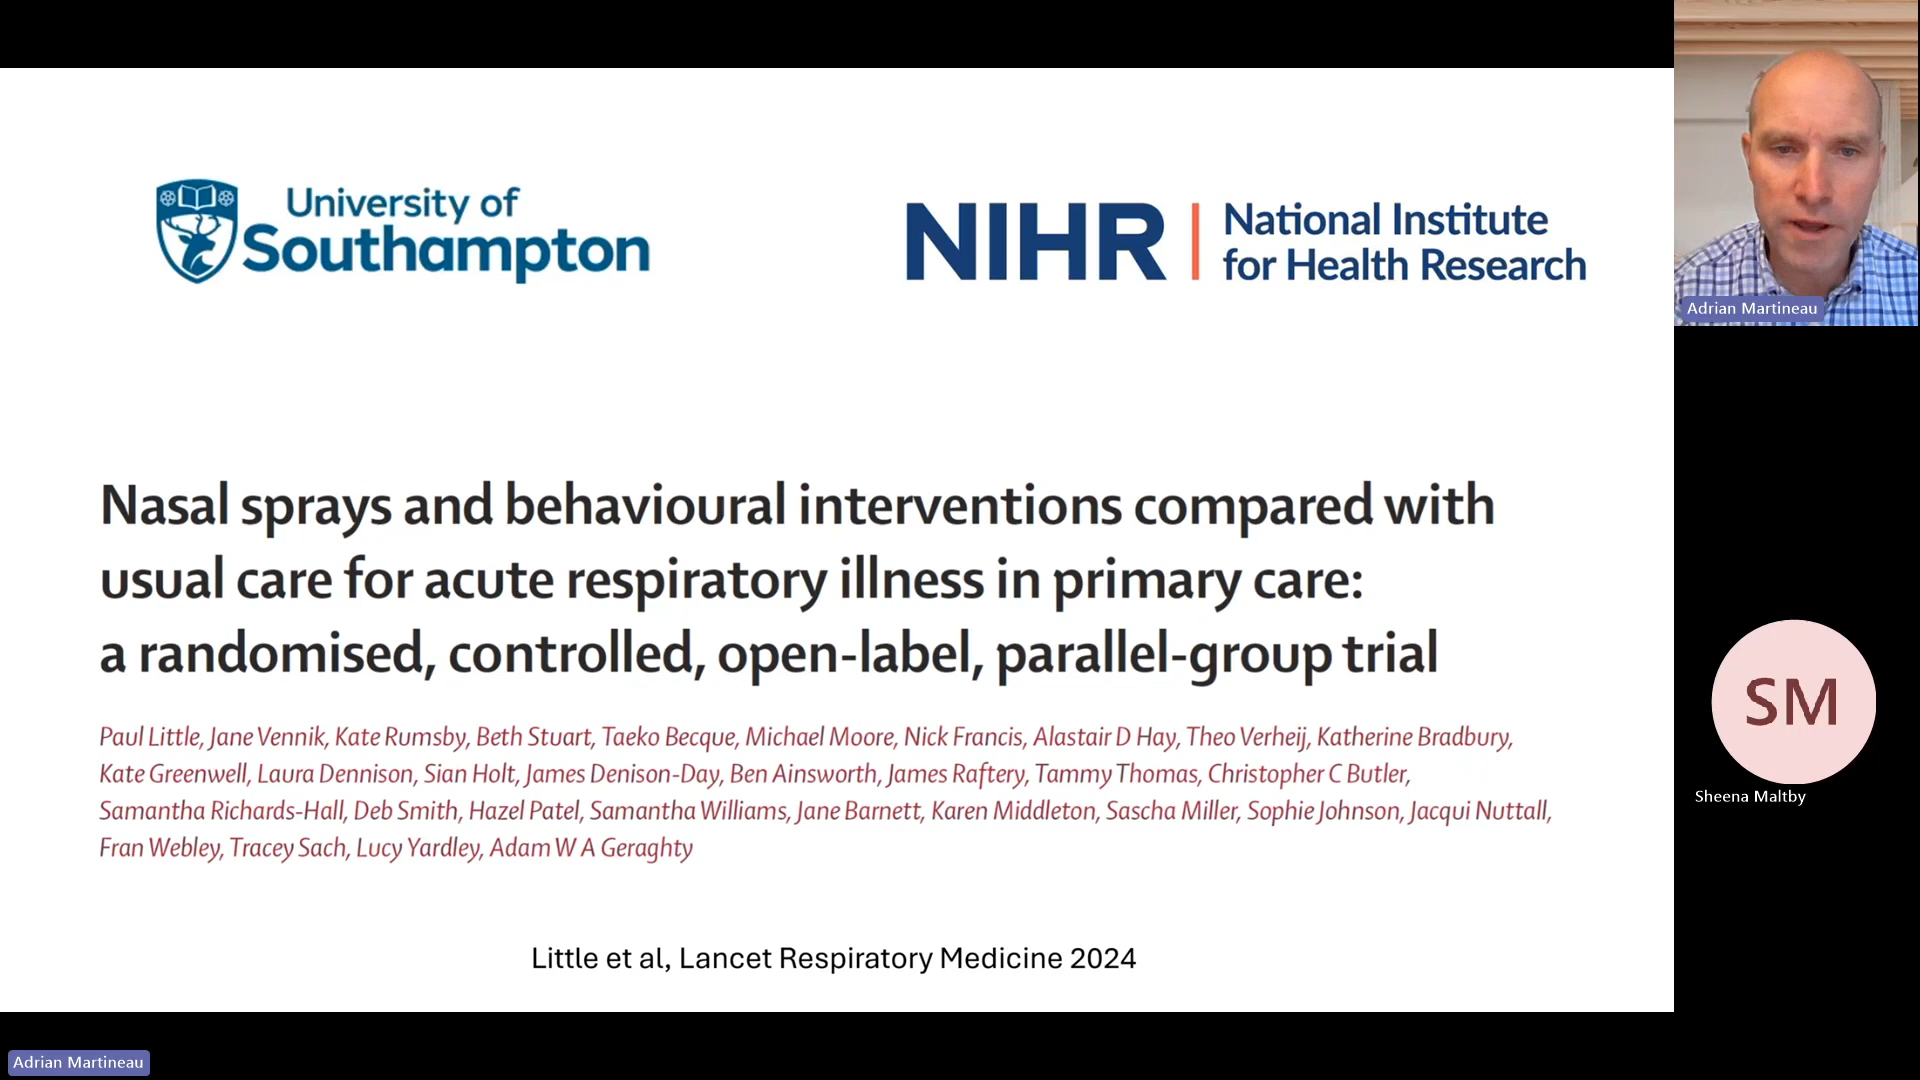 University of
Southampton
NIHR | National Institute
for Health Research
Nasal sprays and behavioural interventions compared with
usual care for acute respiratory illness in primary care:
a randomised, controlled, open-label, parallel-group trial
Paul Little, Jane Vennik, Kate Rumsby, Beth Stuart, Taeko Becque, Michael Moore, Nick Francis, Alastair D Hay, Theo Verheij, Katherine Bradbury,
Kate Greenwell, Laura Dennison, Sian Holt, James Denison-Day, Ben Ainsworth, James Raftery, Tammy Thomas, Christopher C Butler,
Samantha Richards-Hall, Deb Smith, Hazel Patel, Samantha Williams, Jane Barnett, Karen Middleton, Sascha Miller, Sophie Johnson, Jacqui Nuttall,
Fran Webley, Tracey Sach, Lucy Yardley, Adam W A Geraghty
Little et al, Lancet Respiratory Medicine 2024
Adrian Martineau
SM
Sheena Maltby
Adrian Martineau